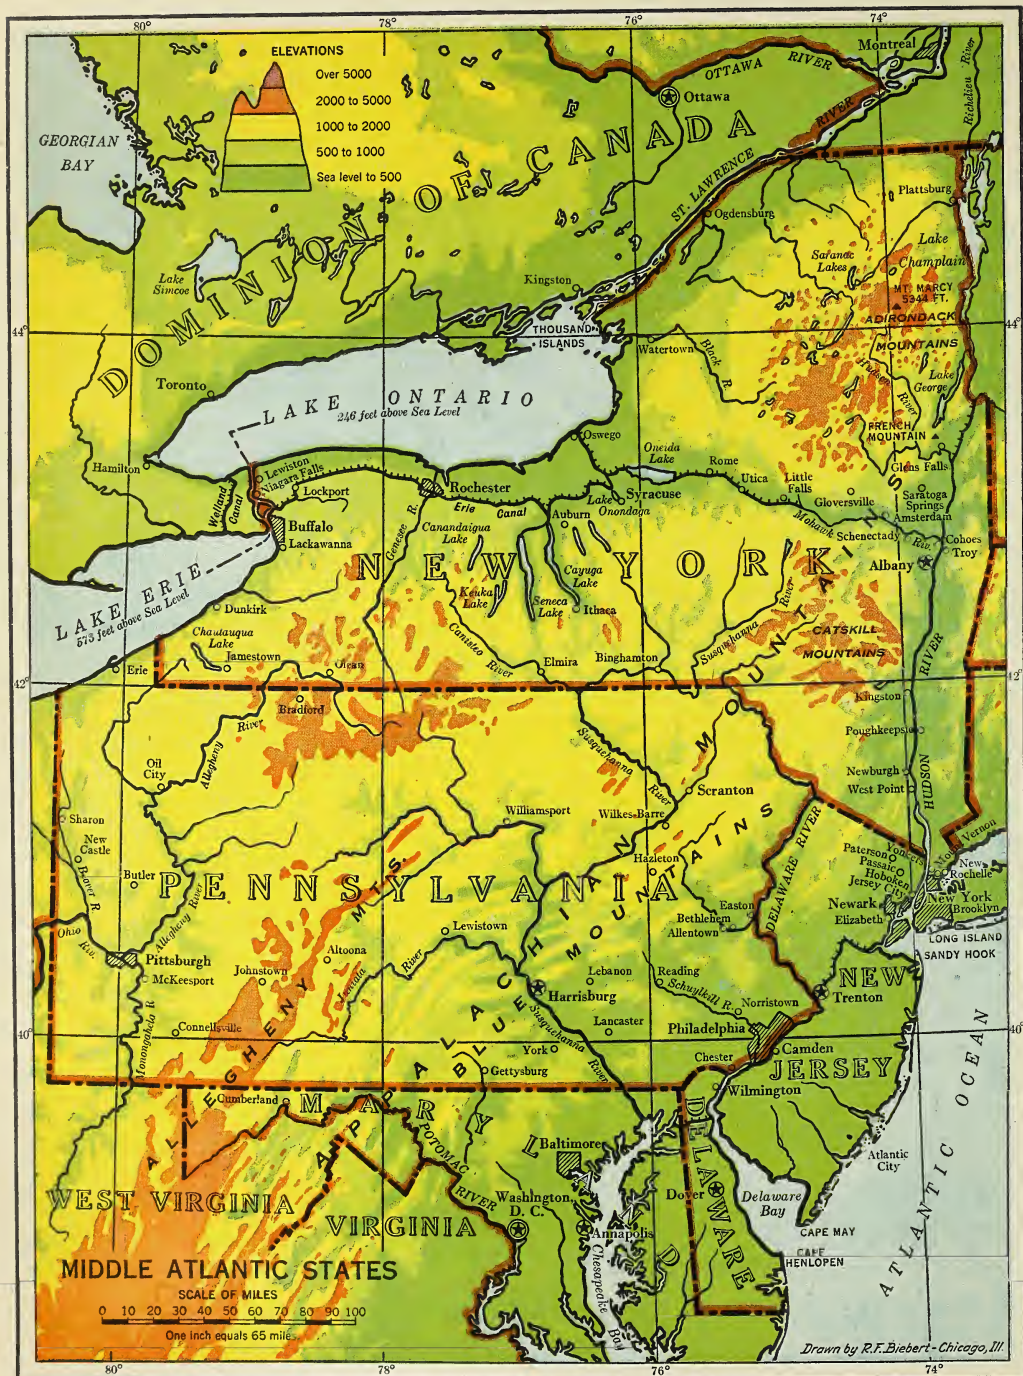 80°
78°
76°
74°
ELEVATIONS
Over 5000
2000 to 5000
1000 to 2000
500 to 1000
Sea level to 500
GEORGIAN
BAY
DOMINION OF CANADA
Lake
Simcoe
Ottawa
OTTAWA RIVER
Montreal
Richelieu River
ST. LAWRENCE RIVER
Ogdensburg
Plattsburg
Lake
Champlain
Saranac
Lakes
MT. MARCY
5344 FT.
ADIRONDACK
MOUNTAINS
Kingston
THOUSAND
ISLANDS
44°
44°
Watertown
Black R.
Hudson River
Lake
George
FRENCH
MOUNTAIN
Glens Falls
Toronto
LAKE ONTARIO
246 feet above Sea Level
Hamilton
Lewiston
Niagara Falls
Lockport
Welland
Canal
Buffalo
Lackawanna
Rochester
Erie Canal
Genesee R.
Oswego
Oneida
Lake
Rome
Utica
Little
Falls
Gloversville
Saratoga
Springs
Amsterdam
Mohawk Riv.
Schenectady
Cohoes
Troy
Albany
Syracuse
Lake
Onondaga
Auburn
Canandaigua
Lake
Keuka
Lake
Seneca
Lake
Cayuga
Lake
Ithaca
NEW YORK
LAKE ERIE
573 feet above Sea Level
Dunkirk
Chautauqua
Lake
Jamestown
Olean
Canisteo River
Elmira
Binghamton
Susquehanna River
CATSKILL
MOUNTAINS
HUDSON RIVER
Erie
42°
42°
Kingston
Poughkeepsie
Newburgh
West Point
Bradford
Allegheny River
Oil
City
Susquehanna River
Scranton
Wilkes-Barre
Williamsport
Hazleton
Sharon
New
Castle
Beaver R.
Butler
PENNSYLVANIA
DELAWARE RIVER
Easton
Bethlehem
Allentown
Paterson
Passaic
Hoboken
Jersey City
Newark
Elizabeth
Yonkers
Mount Vernon
New
Rochelle
New York
Brooklyn
LONG ISLAND
SANDY HOOK
Ohio
Riv.
Allegheny River
Pittsburgh
McKeesport
Johnstown
Altoona
Lewistown
Juniata River
Harrisburg
Lebanon
Reading
Schuylkill R.
Norristown
Trenton
NEW
JERSEY
Lancaster
Philadelphia
Camden
Chester
Wilmington
40°
40°
Connellsville
Monongahela R.
York
Gettysburg
Susquehanna River
ALLEGHENY MTS.
APPALACHIAN MOUNTAINS
BLUE MOUNTAINS
Cumberland
MARYLAND
POTOMAC RIVER
Baltimore
Washington,
D. C.
Annapolis
Chesapeake Bay
DELAWARE
Dover
Delaware
Bay
Atlantic
City
CAPE MAY
CAPE
HENLOPEN
ATLANTIC OCEAN
WEST VIRGINIA
VIRGINIA
MIDDLE ATLANTIC STATES
SCALE OF MILES
0 10 20 30 40 50 60 70 80 90 100
One inch equals 65 miles
Drawn by R.F. Biebert - Chicago, Ill.
80°
78°
76°
74°